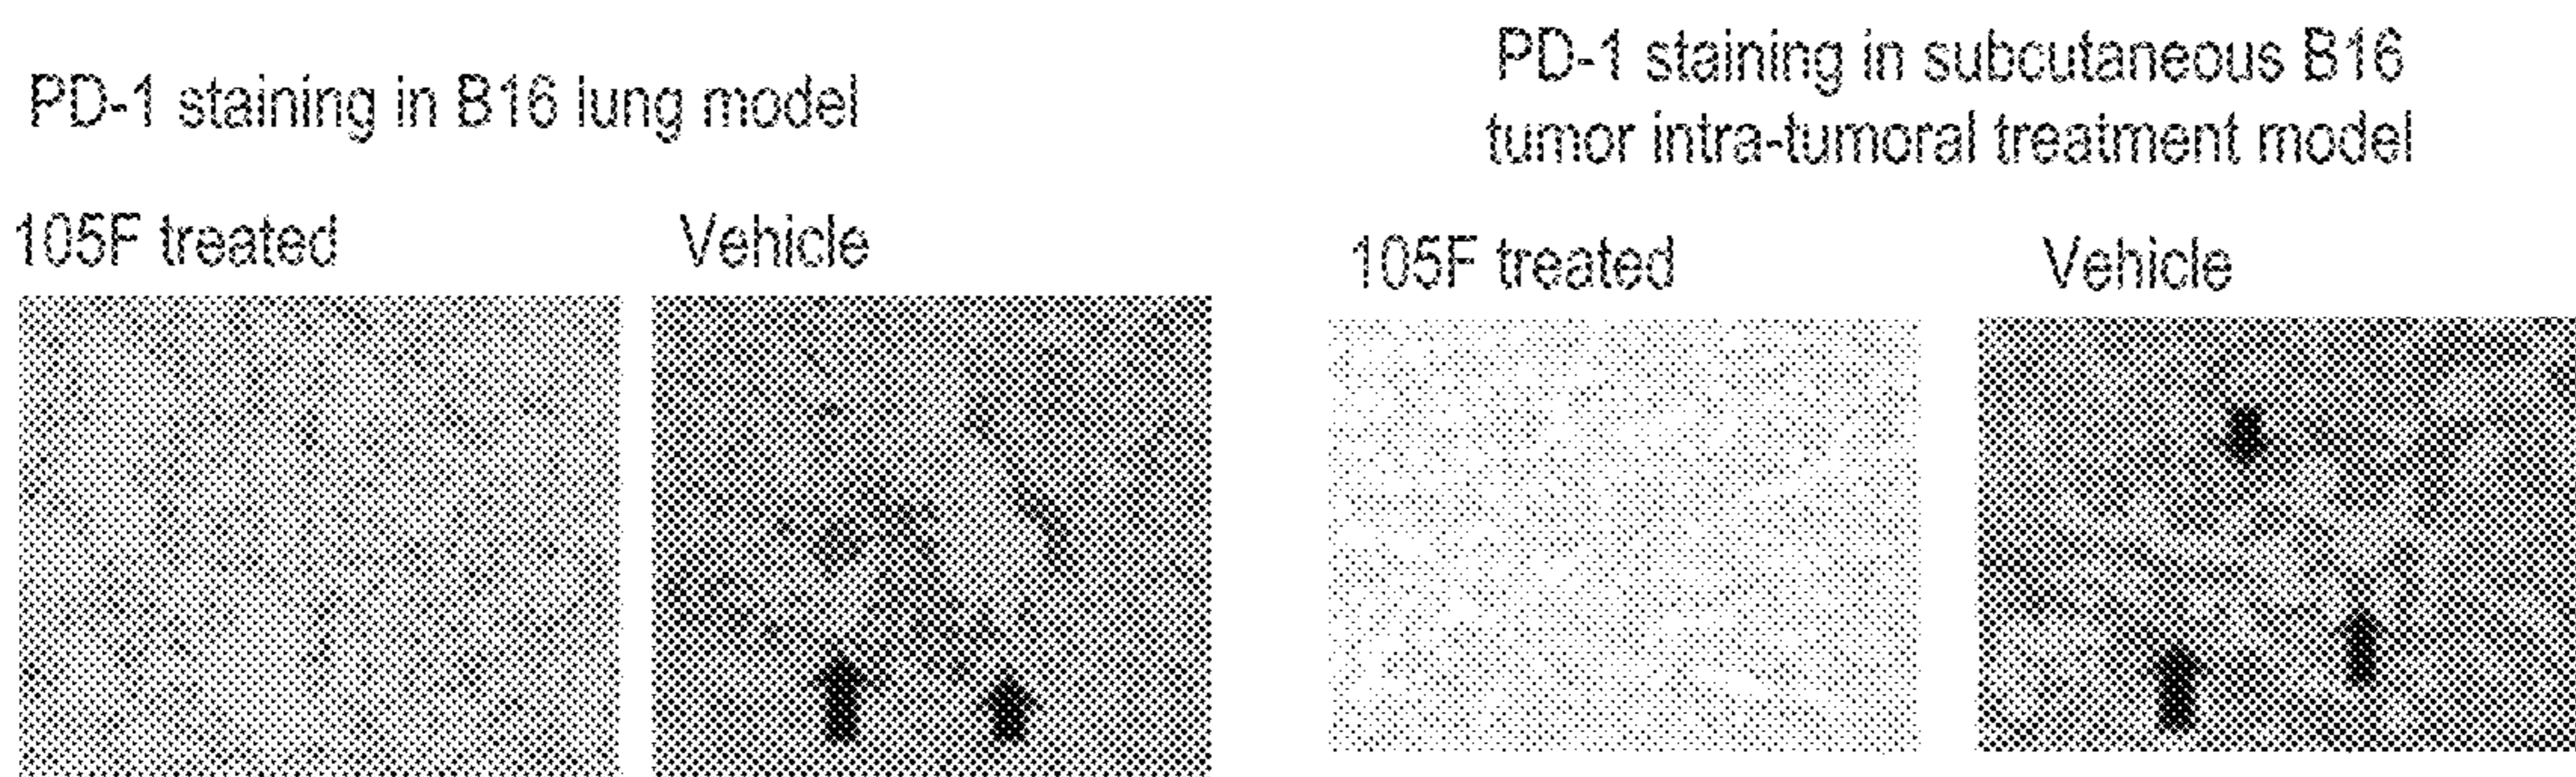 PD-1 staining in B16 lung model
105F treated
Vehicle
PD-1 staining in subcutaneous B16
tumor intra-tumoral treatment model
105F treated
Vehicle